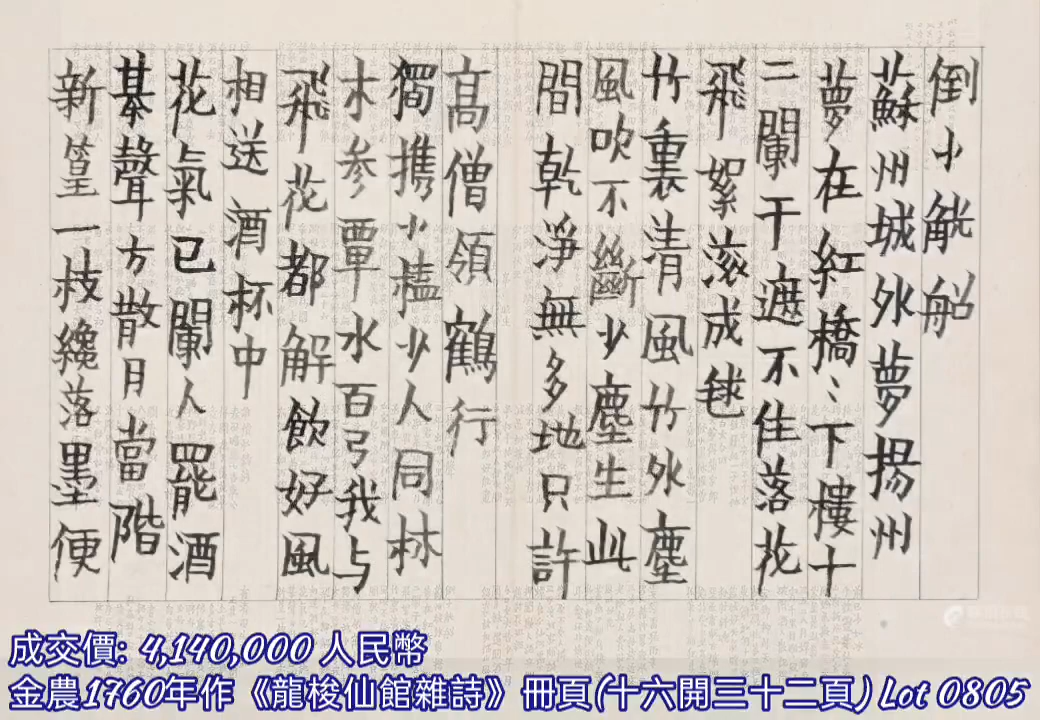 倒小觥船
蘇州城外夢揚州
夢在紅橋〻下樓十
二闌干遮不住落花
飛絮滚成毬
竹裏清風竹外塵
風吹不斷少塵生此
間乾淨無多地只許
高僧領鶴行
獨携小榼少人同林
木参覃水百弓我与
飛花都解飲好風
相送酒杯中
花氣已闌人罷酒
棊聲方散月當階
新篁一枝纔落墨便
成交價: 4,140,000 人民幣
金農1760年作《龍梭仙館雜詩》冊頁(十六開三十二頁) Lot 0805